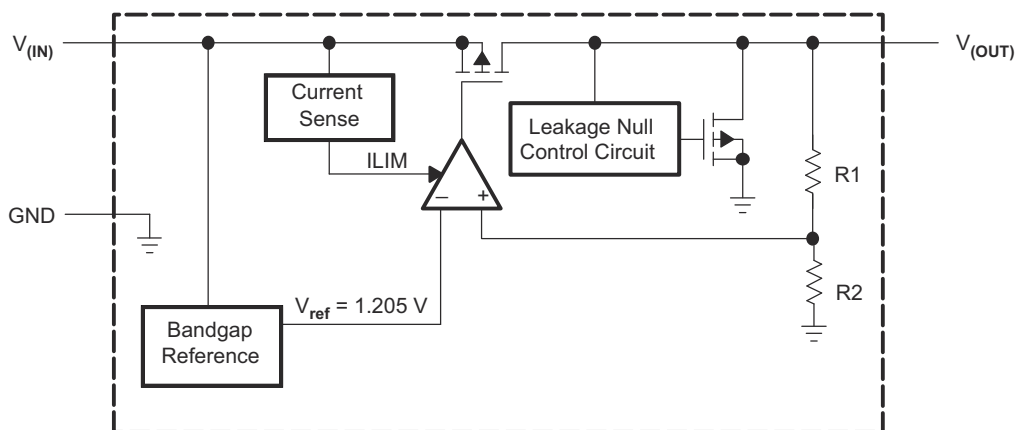 V(IN)
V(OUT)
Current
Sense
Leakage Null
Control Circuit
ILIM
R1
– +
GND
R2
Vref = 1.205 V
Bandgap
Reference